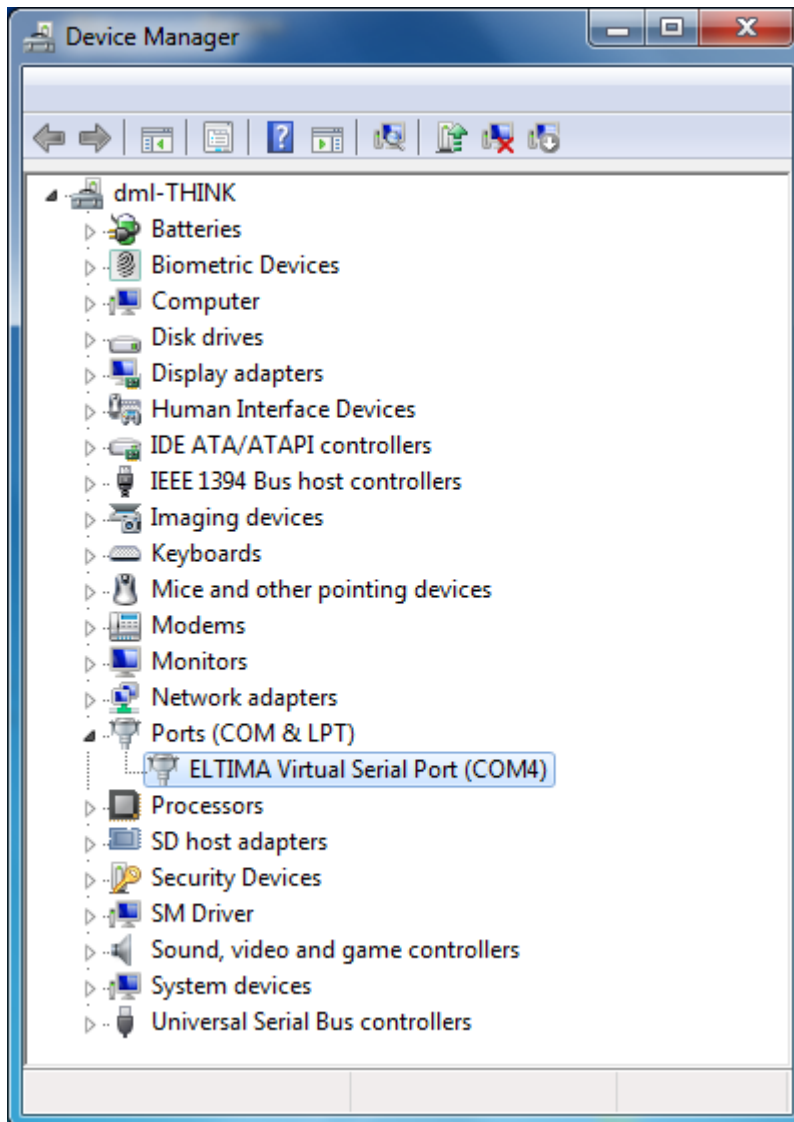 Device Manager
dml-THINK
Batteries
Biometric Devices
Computer
Disk drives
Display adapters
Human Interface Devices
IDE ATA/ATAPI controllers
IEEE 1394 Bus host controllers
Imaging devices
Keyboards
Mice and other pointing devices
Modems
Monitors
Network adapters
Ports (COM & LPT)
ELTIMA Virtual Serial Port (COM4)
Processors
SD host adapters
Security Devices
SM Driver
Sound, video and game controllers
System devices
Universal Serial Bus controllers